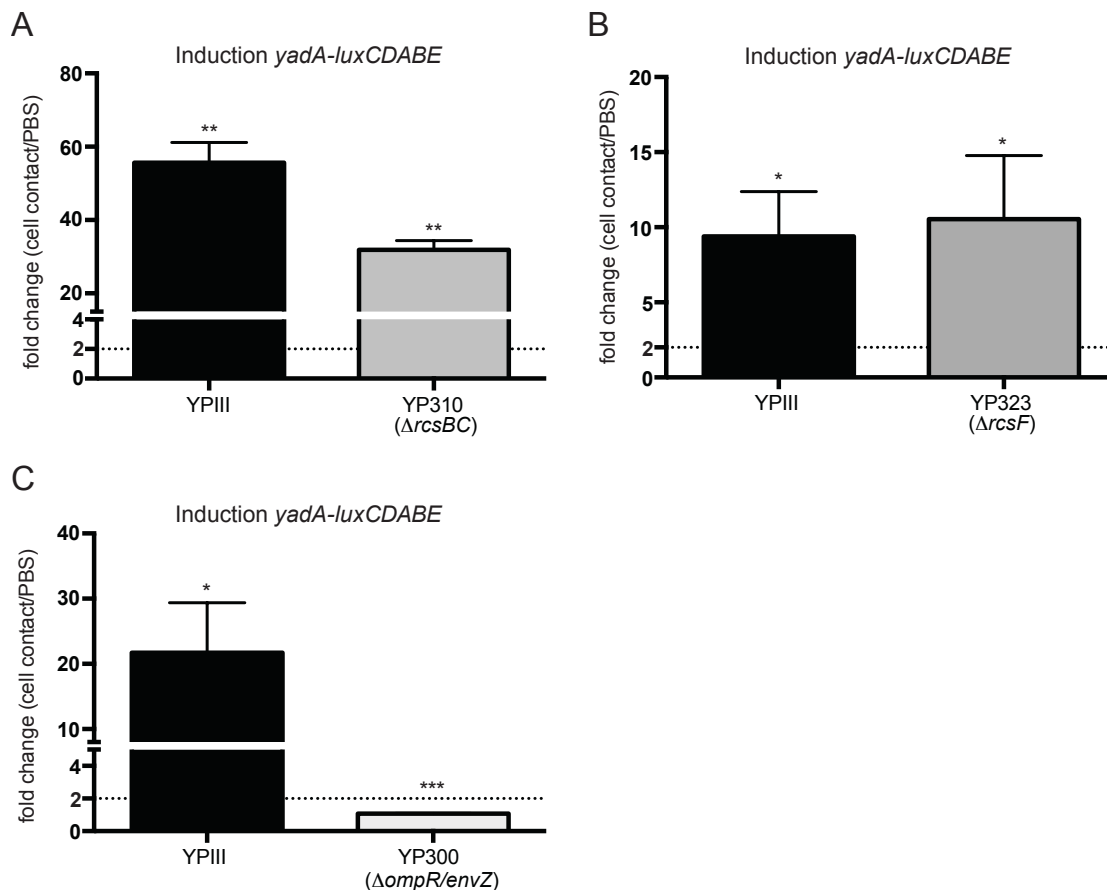 A
Induction yadA-luxCDABE
fold change (cell contact/PBS)
80
60
40
20
4
2
0
**
**
YPIII
YP310
(ΔrcsBC)
B
Induction yadA-luxCDABE
fold change (cell contact/PBS)
20
15
10
5
2
0
*
*
YPIII
YP323
(ΔrcsF)
C
Induction yadA-luxCDABE
fold change (cell contact/PBS)
40
30
20
10
4
2
0
*
***
YPIII
YP300
(ΔompR/envZ)